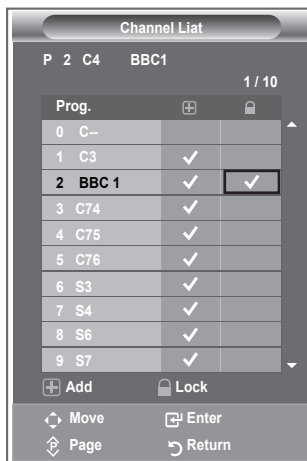 Channel Liat
P 2 C4 BBC1
1 / 10
Prog.
0 C--
1 C3
2 BBC 1
3 C74
4 C75
5 C76
6 S3
7 S4
8 S6
9 S7
Add Lock
Move Enter
P Page Return